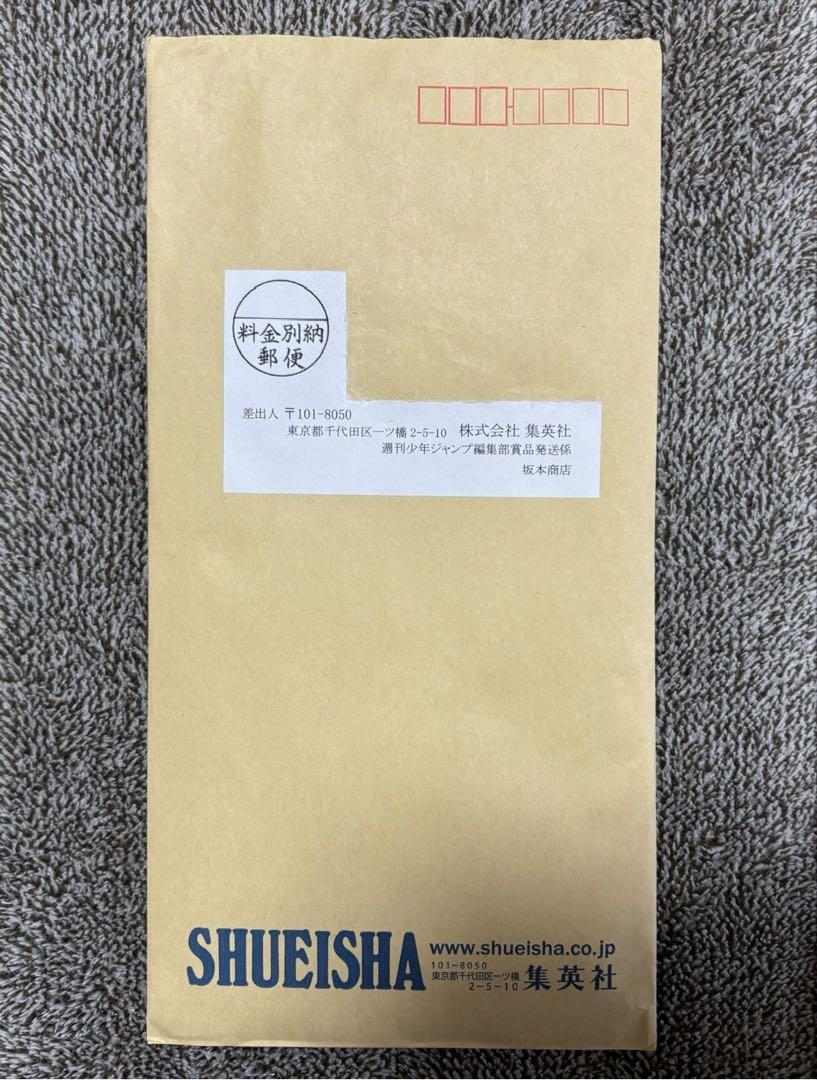 料金別納
郵便
差出人 〒101-8050
東京都千代田区一ツ橋 2-5-10 株式会社 集英社
週刊少年ジャンプ編集部賞品発送係
坂本商店
SHUEISHA
www.shueisha.co.jp
101-8050
東京都千代田区一ツ橋
2-5-10
集英社